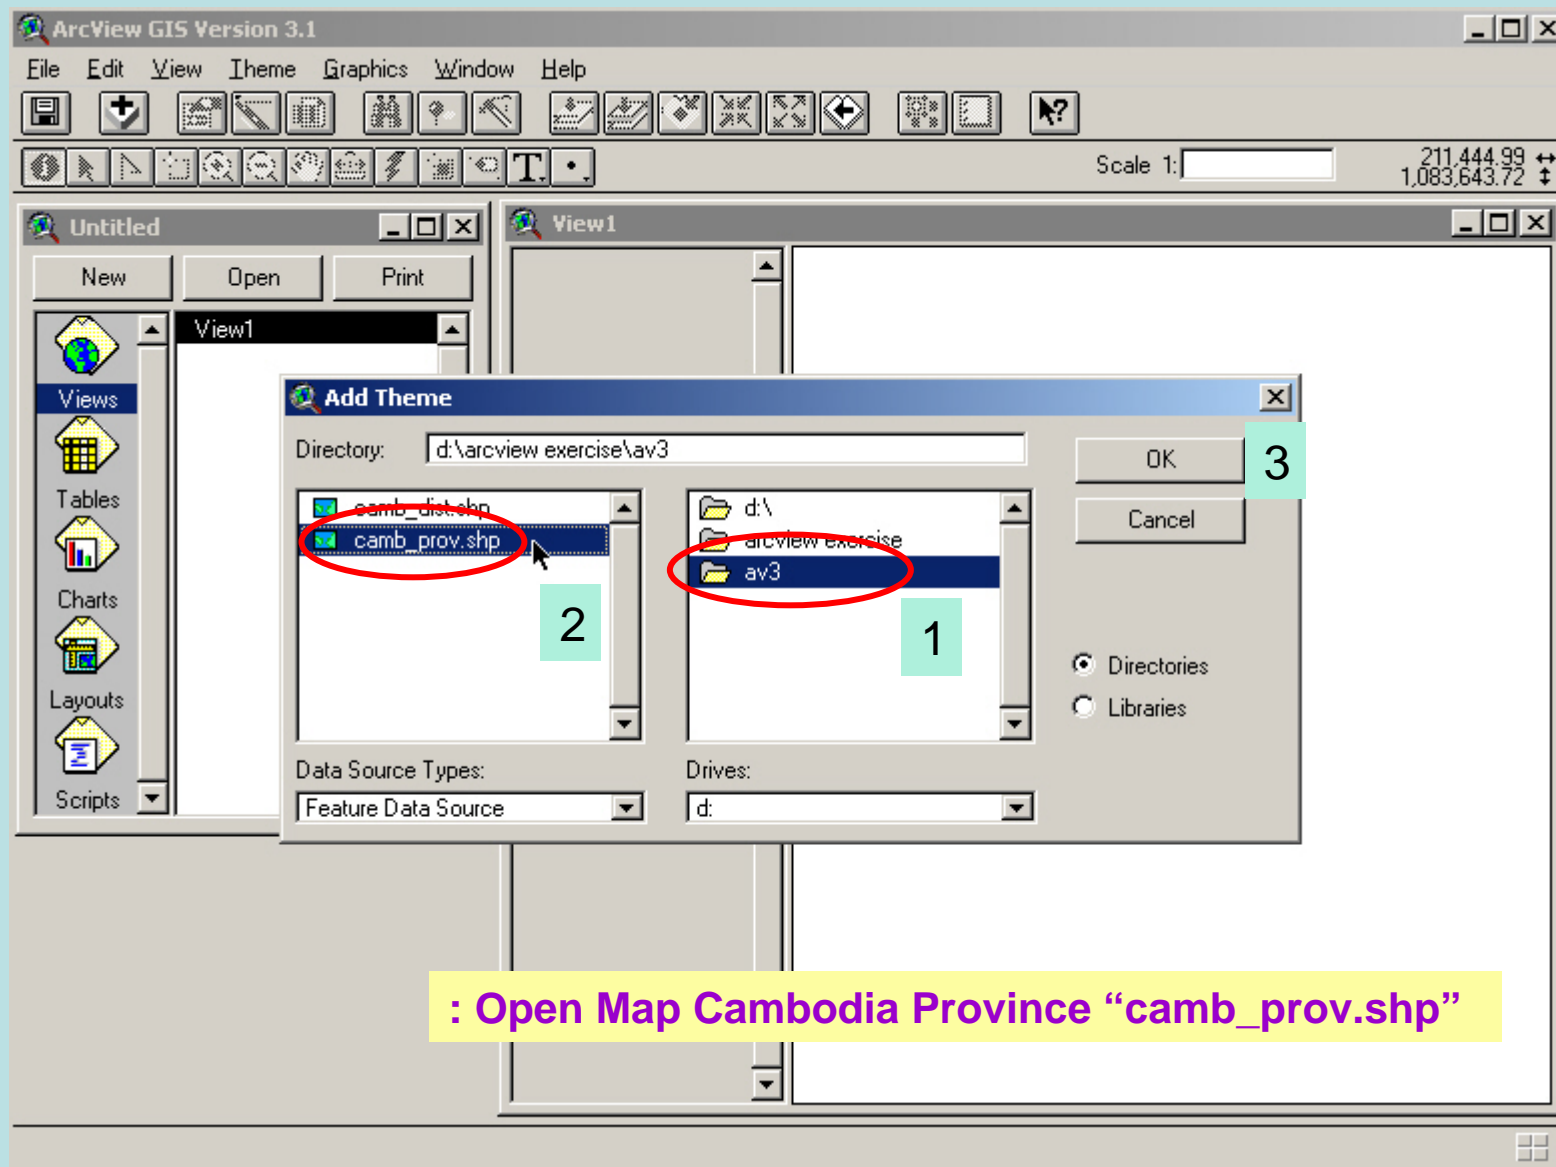 ArcView GIS Version 3.1
File Edit View Theme Graphics Window Help
Scale 1:
211,444.99
1,083,643.72
Untitled
New Open Print
Views
Tables
Charts
Layouts
Scripts
View1
View1
Add Theme
Directory: d:\arcview exercise\av3
OK
3
Cancel
camb_dist.shp
camb_prov.shp
2
d:\
arcview exercise
av3
1
Directories
Libraries
Data Source Types:
Feature Data Source
Drives:
d:
: Open Map Cambodia Province “camb_prov.shp”